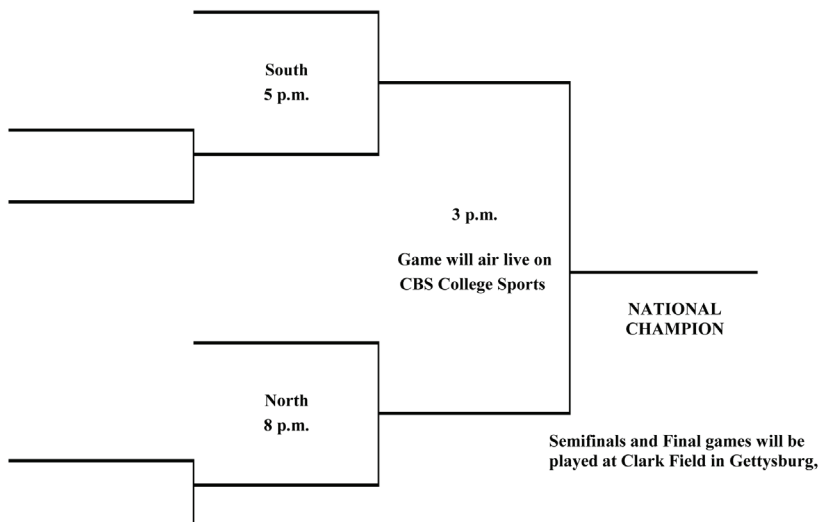 South
5 p.m.
3 p.m.
Game will air live on
CBS College Sports
NATIONAL
CHAMPION
North
8 p.m.
Semifinals and Final games will be
played at Clark Field in Gettysburg,